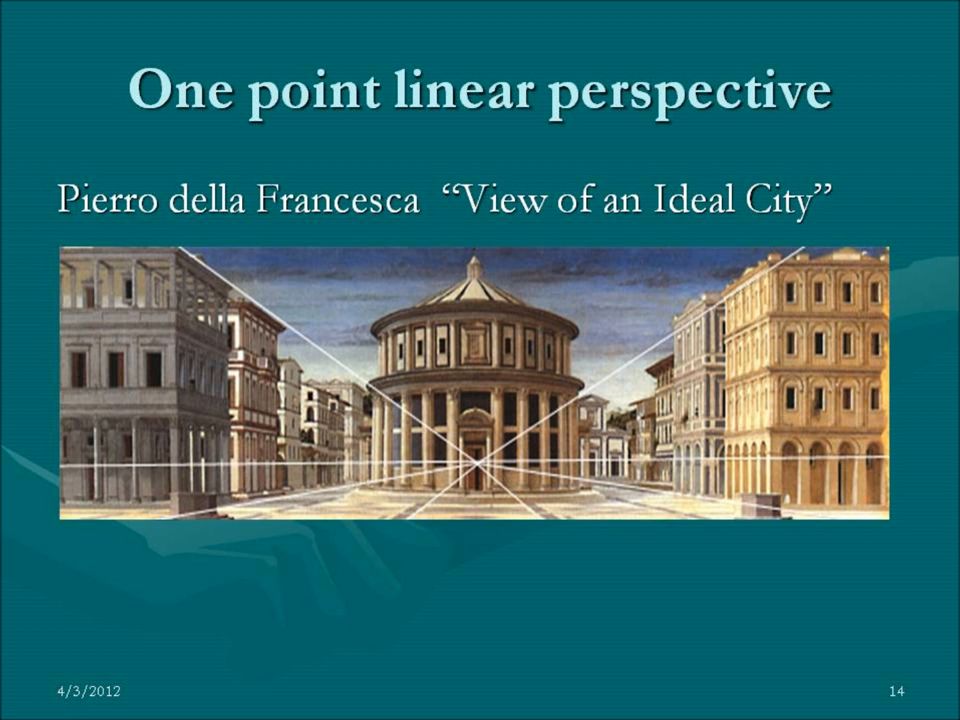 One point linear perspective
Pierro della Francesca “View of an Ideal City”
4/3/2012
14